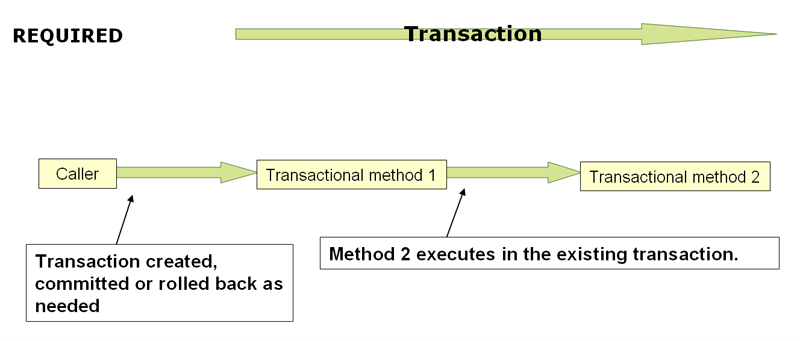 REQUIRED
Transaction
Caller
Transactional method 1
Transactional method 2
Transaction created,
committed or rolled back as
needed
Method 2 executes in the existing transaction.